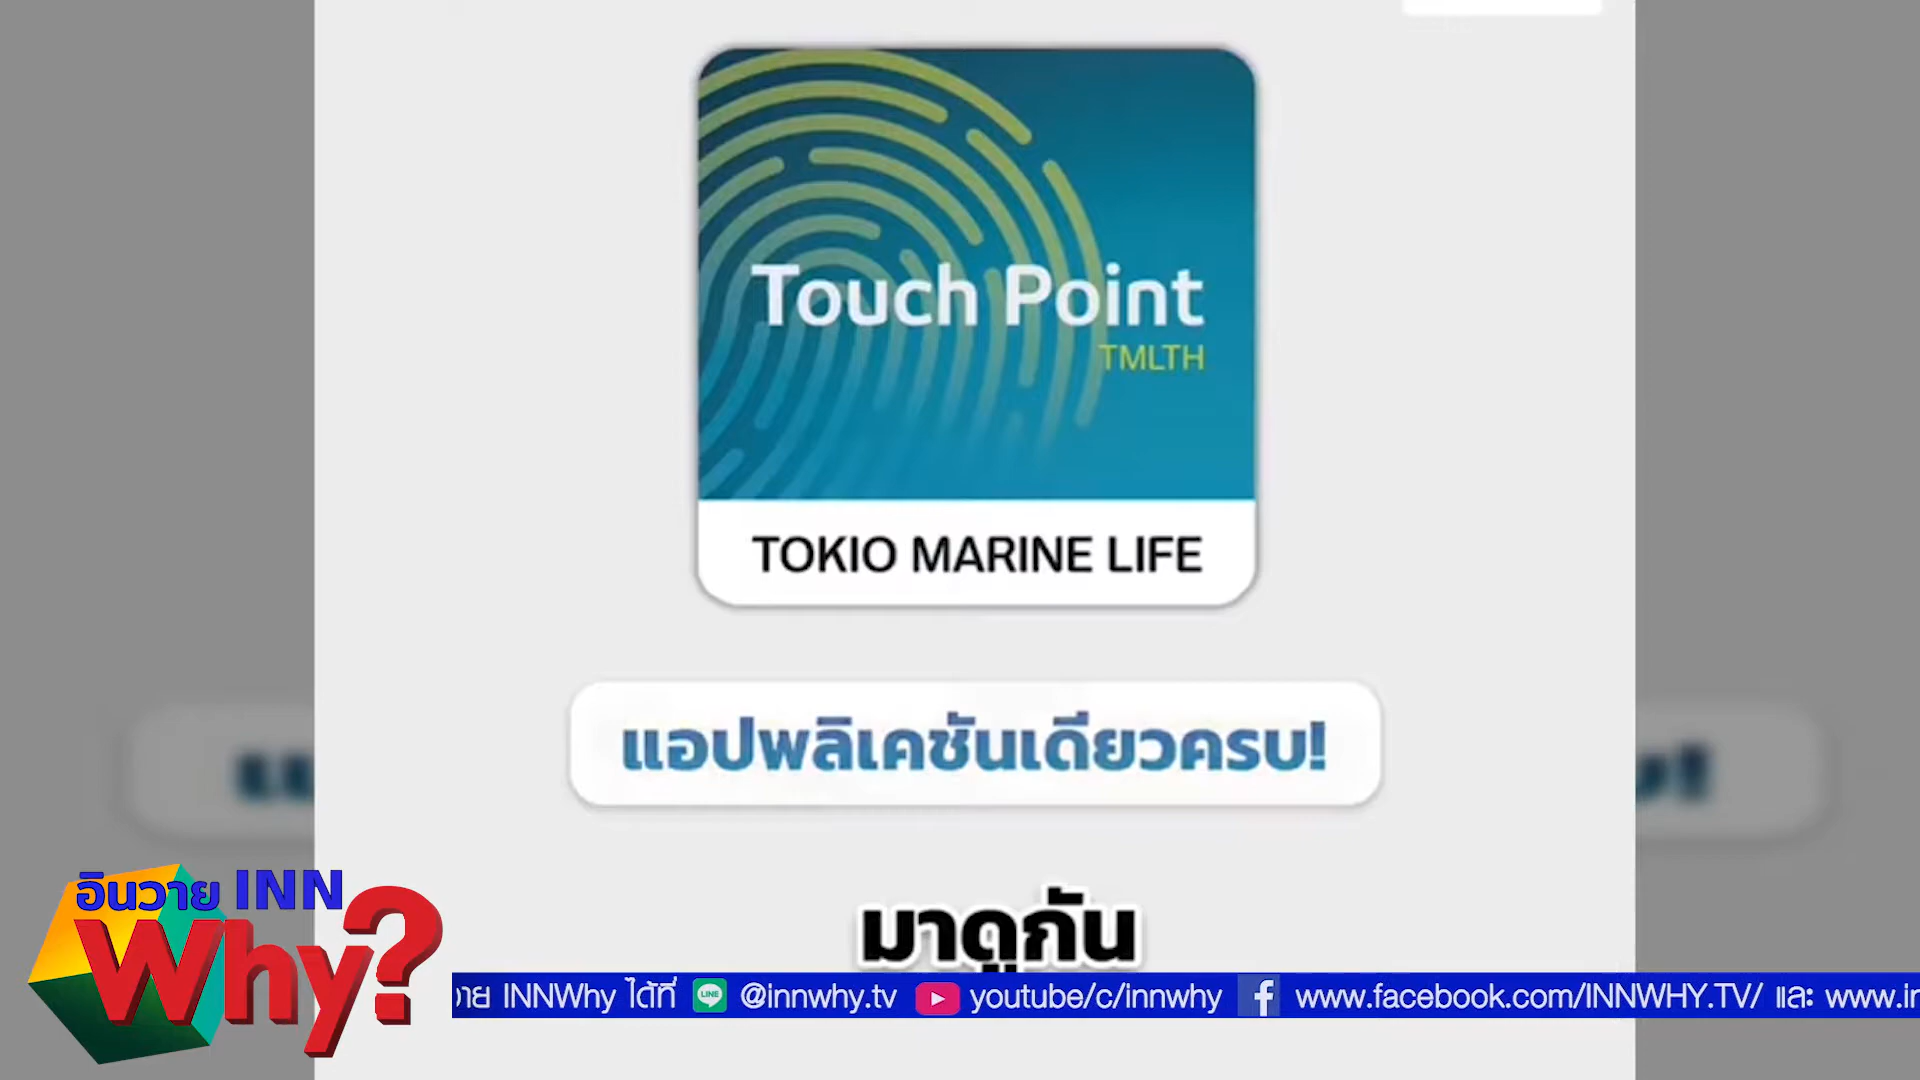 Touch Point
TMLTH
TOKIO MARINE LIFE
แอปพลิเคชันเดียวครบ!
มาดูกัน
อินวาย INN
Why?
INNWhy ได้ที่ LINE @innwhy.tv youtube/c/innwhy www.facebook.com/INNWHY.TV/ และ